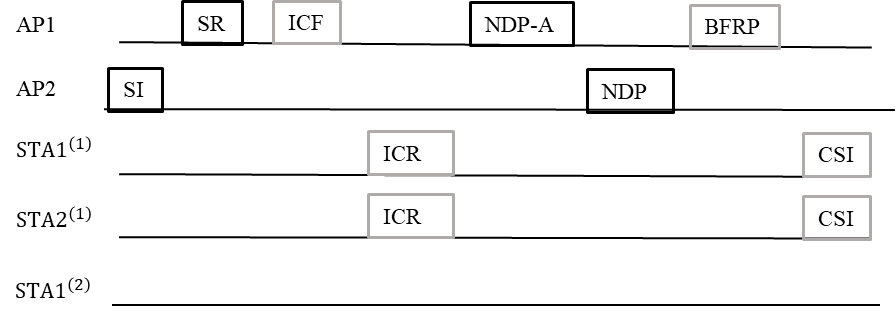 AP1 SR ICF NDP-A BFRP
AP2 SI NDP
STA1⁽¹⁾ ICR CSI
STA2⁽¹⁾ ICR CSI
STA1⁽²⁾